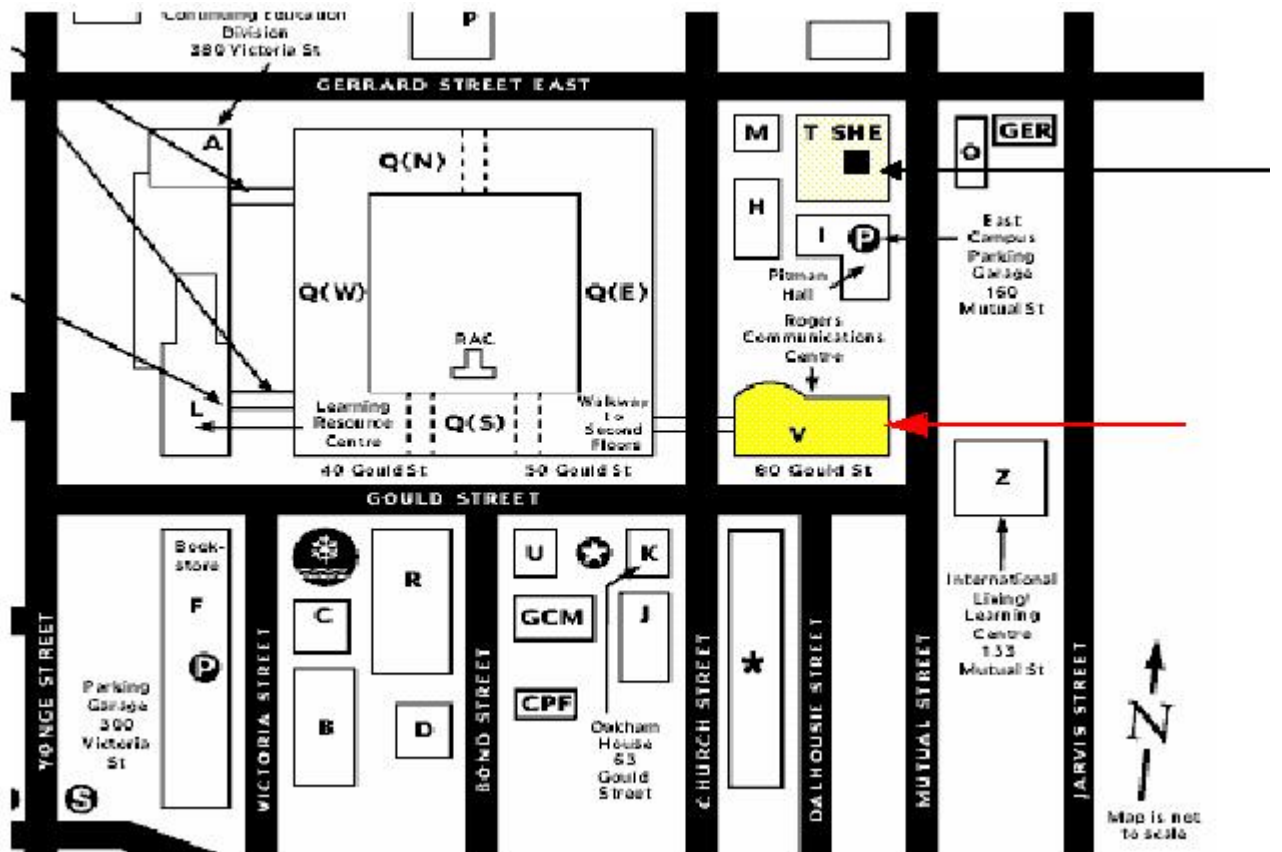 Continuing Education
Division
380 Victoria St
P
GERRARD STREET EAST
A
Q(N)
M
T SHE
O
GER
H
I
P
East
Campus
Parking
Garage
160
Mutual St
Pitman
Hall
Q(W)
Q(E)
RAC
Rogers
Communications
Centre
L
Learning
Resource
Centre
Q(S)
Walkway
to
Second
Floors
V
40 Gould St
50 Gould St
80 Gould St
Z
GOULD STREET
Book-
store
F
P
Parking
Garage
300
Victoria
St
S
C
R
B
D
U
K
GCM
J
CPF
Oakham
House
63
Gould
Street
*
International
Living/
Learning
Centre
133
Mutual St
YONGE STREET
VICTORIA STREET
BOND STREET
CHURCH STREET
DALHOUSIE STREET
MUTUAL STREET
JARVIS STREET
N
Map is not
to scale